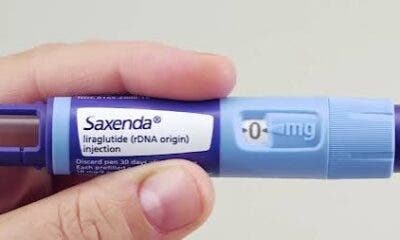 Saxenda®
liraglutide (rDNA origin)
injection
Discard pen 30 days
Each prefilled
0 mg